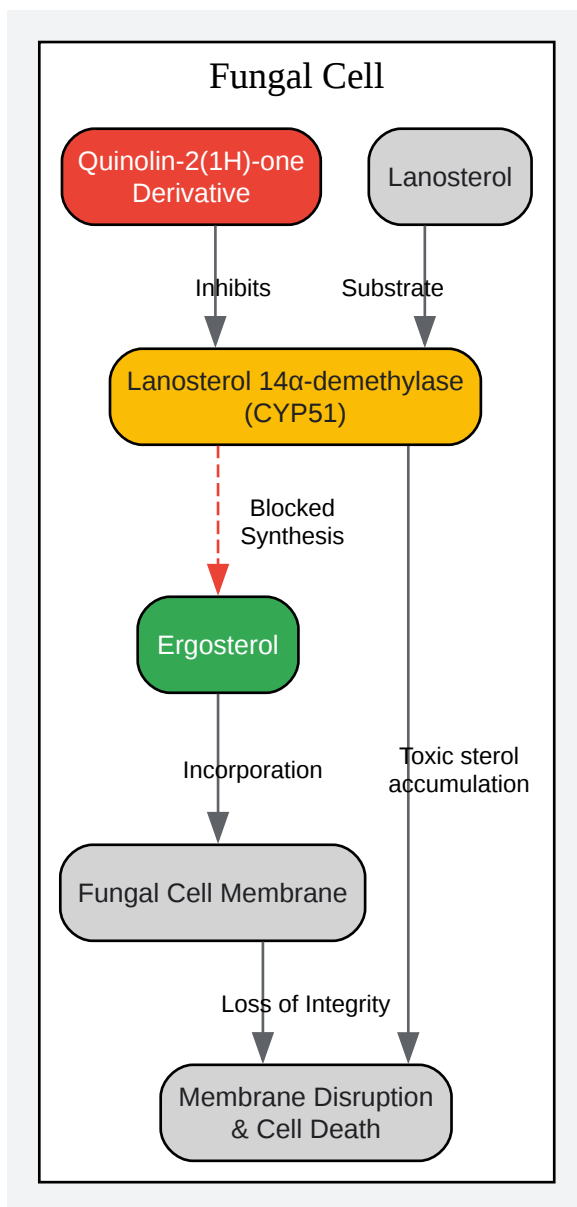 Fungal Cell
Quinolin-2(1H)-one
Derivative
Lanosterol
Inhibits
Substrate
Lanosterol 14α-demethylase
(CYP51)
Blocked
Synthesis
Ergosterol
Incorporation
Toxic sterol
accumulation
Fungal Cell Membrane
Loss of Integrity
Membrane Disruption
& Cell Death